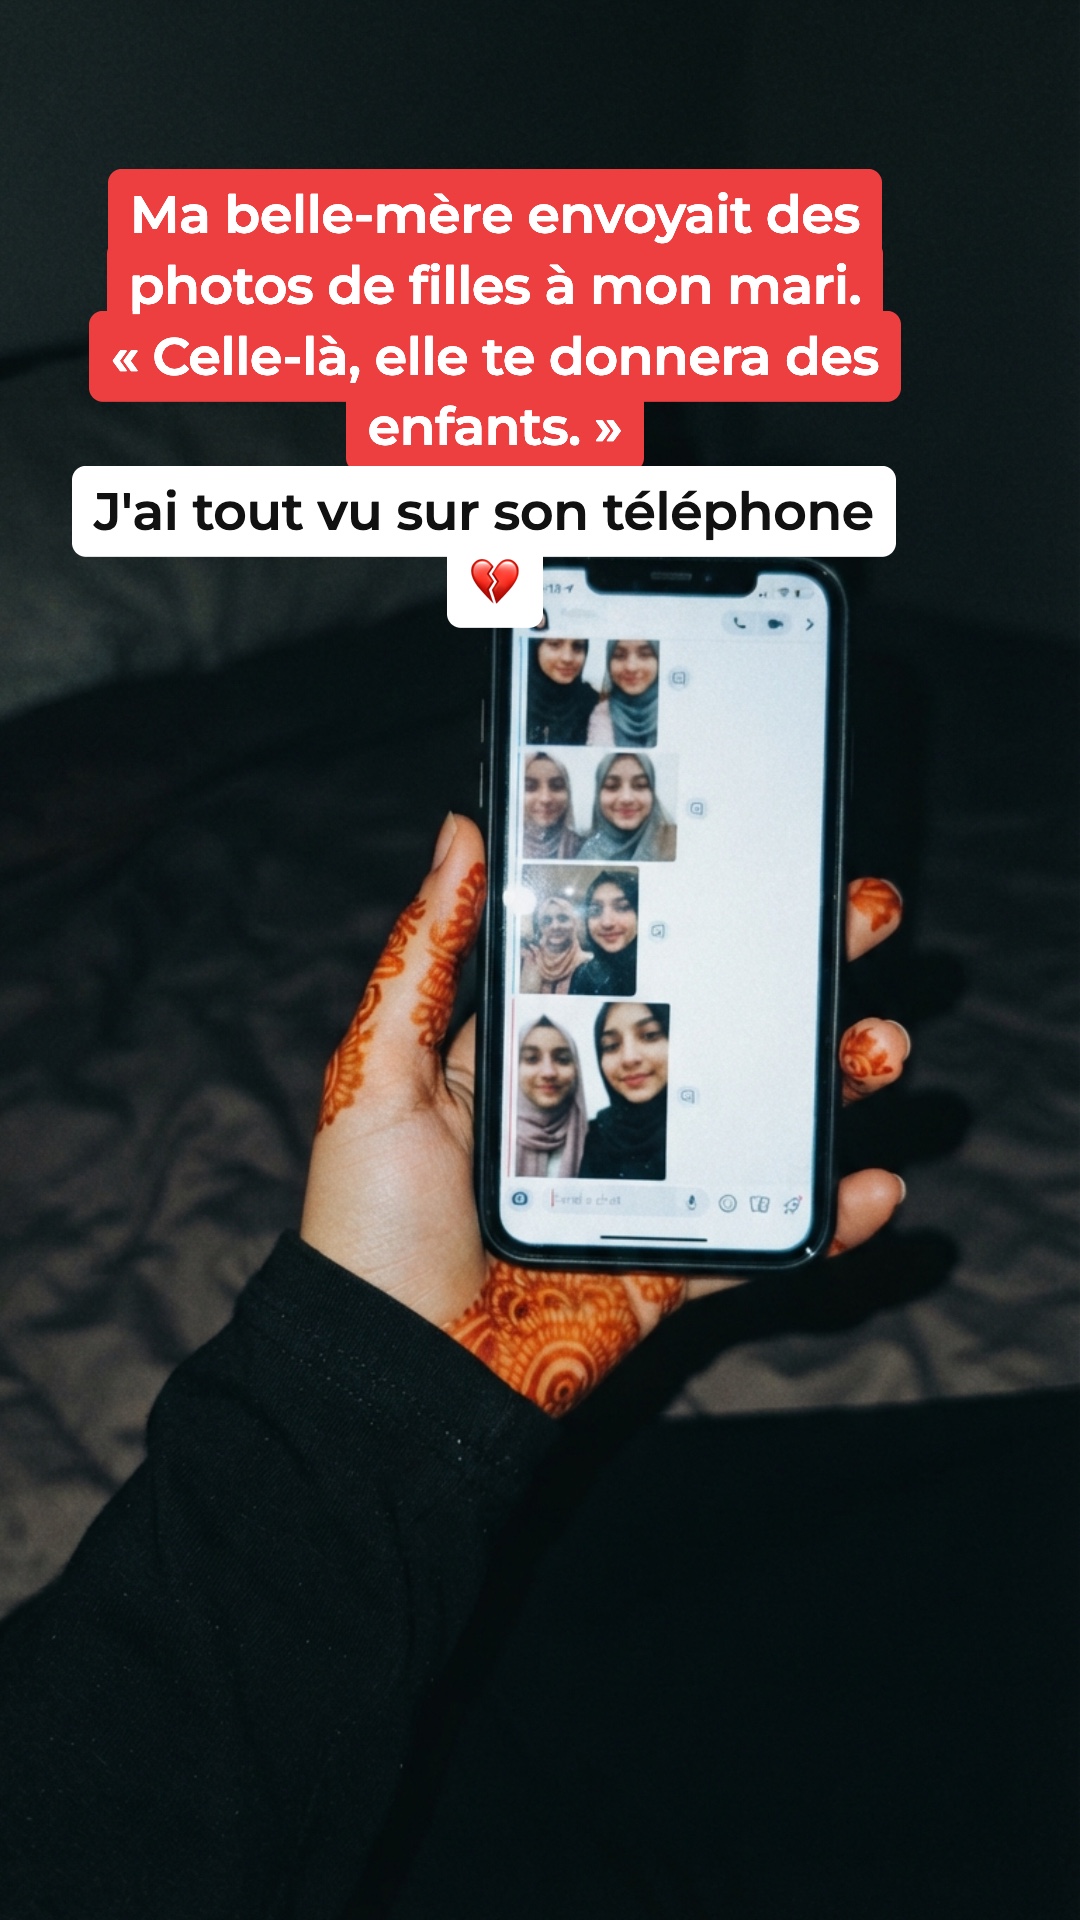 Ma belle-mère envoyait des
photos de filles à mon mari.
« Celle-là, elle te donnera des
enfants. »
J'ai tout vu sur son téléphone
💔